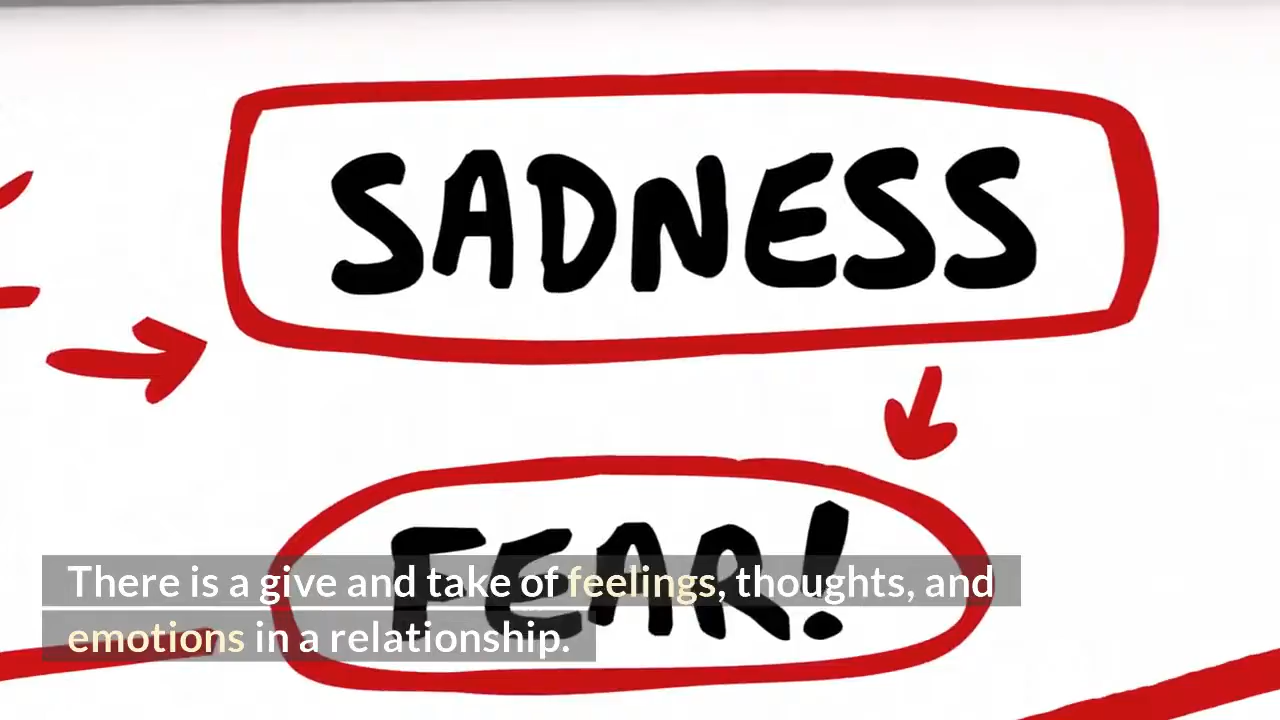 SADNESS
FEAR!
There is a give and take of feelings, thoughts, and
emotions in a relationship.